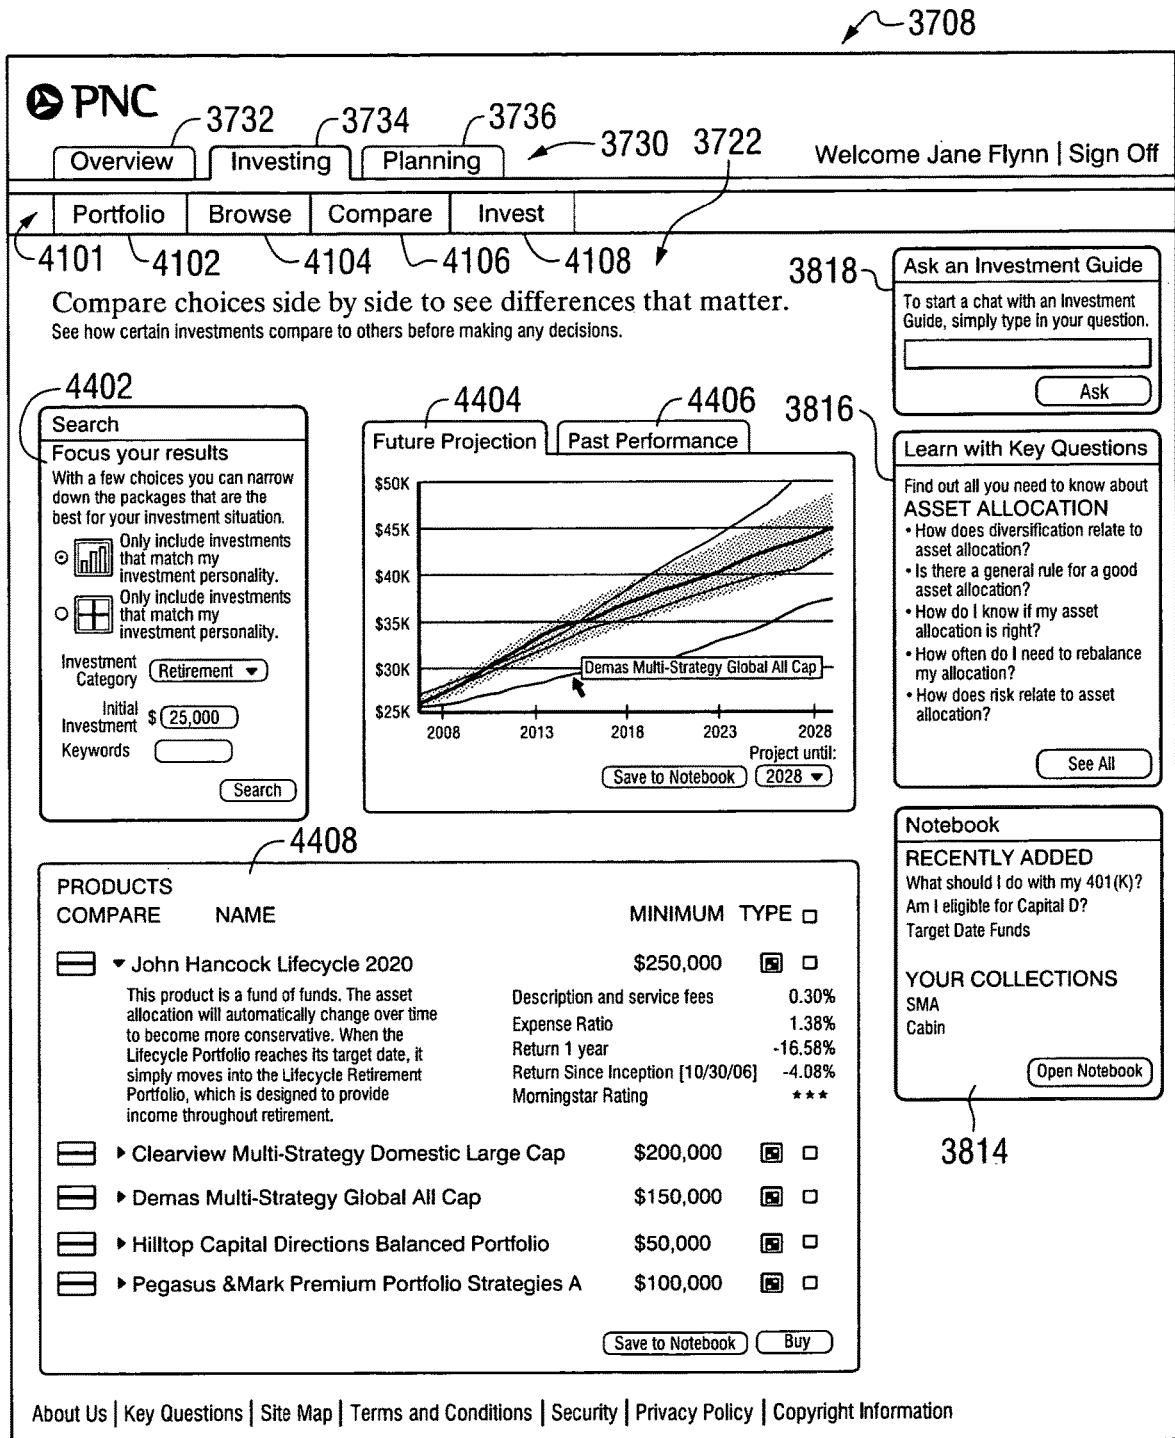 3708
PNC
3732
3734
3736
3730
3722
Overview
Investing
Planning
Welcome Jane Flynn | Sign Off
Portfolio
Browse
Compare
Invest
4101
4102
4104
4106
4108
Compare choices side by side to see differences that matter.
See how certain investments compare to others before making any decisions.
3818
Ask an Investment Guide
To start a chat with an Investment
Guide, simply type in your question.
Ask
4402
Search
Focus your results
With a few choices you can narrow
down the packages that are the
best for your investment situation.
Only include investments
that match my
investment personality.
Only include investments
that match my
investment personality.
Investment
Category
Retirement
Initial
Investment
$ 25,000
Keywords
Search
4404
4406
Future Projection
Past Performance
$50K
$45K
$40K
$35K
$30K
$25K
Demas Multi-Strategy Global All Cap
2008 2013 2018 2023 2028
Project until:
Save to Notebook
2028
3816
Learn with Key Questions
Find out all you need to know about
ASSET ALLOCATION
• How does diversification relate to
asset allocation?
• Is there a general rule for a good
asset allocation?
• How do I know if my asset
allocation is right?
• How often do I need to rebalance
my allocation?
• How does risk relate to asset
allocation?
See All
4408
PRODUCTS
COMPARE NAME MINIMUM TYPE
John Hancock Lifecycle 2020 $250,000
This product is a fund of funds. The asset
allocation will automatically change over time
to become more conservative. When the
Lifecycle Portfolio reaches its target date, it
simply moves into the Lifecycle Retirement
Portfolio, which is designed to provide
income throughout retirement.
Description and service fees 0.30%
Expense Ratio 1.38%
Return 1 year -16.58%
Return Since Inception [10/30/06] -4.08%
Morningstar Rating ★★★
Clearview Multi-Strategy Domestic Large Cap $200,000
Demas Multi-Strategy Global All Cap $150,000
Hilltop Capital Directions Balanced Portfolio $50,000
Pegasus &Mark Premium Portfolio Strategies A $100,000
Save to Notebook
Buy
Notebook
RECENTLY ADDED
What should I do with my 401(K)?
Am I eligible for Capital D?
Target Date Funds
YOUR COLLECTIONS
SMA
Cabin
Open Notebook
3814
About Us | Key Questions | Site Map | Terms and Conditions | Security | Privacy Policy | Copyright Information